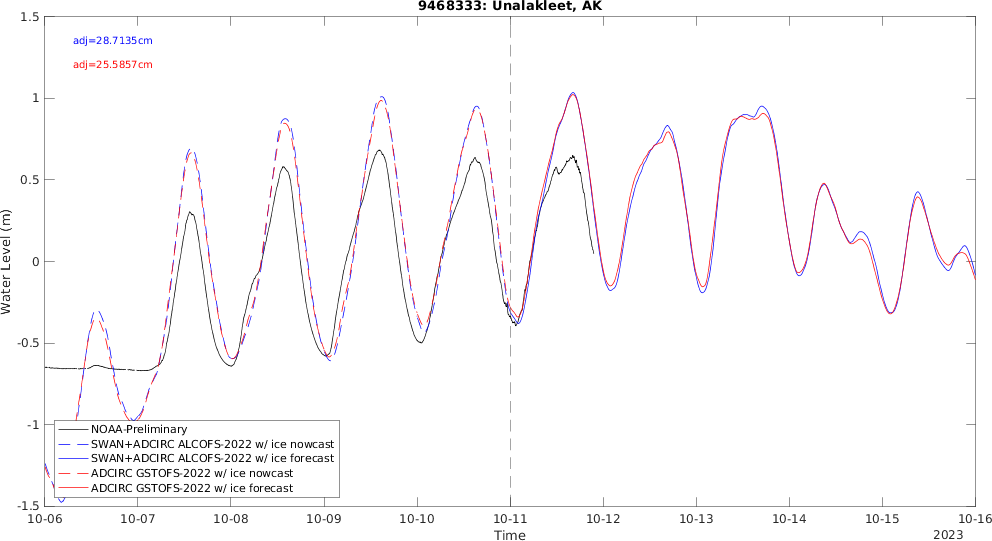 9468333: Unalakleet, AK
adj=28.7135cm
adj=25.5857cm
Water Level (m)
1.5
1
0.5
0
-0.5
-1
-1.5
NOAA-Preliminary
SWAN+ADCIRC ALCOFS-2022 w/ ice nowcast
SWAN+ADCIRC ALCOFS-2022 w/ ice forecast
ADCIRC GSTOFS-2022 w/ ice nowcast
ADCIRC GSTOFS-2022 w/ ice forecast
10-06 10-07 10-08 10-09 10-10 10-11 10-12 10-13 10-14 10-15 10-16
Time
2023